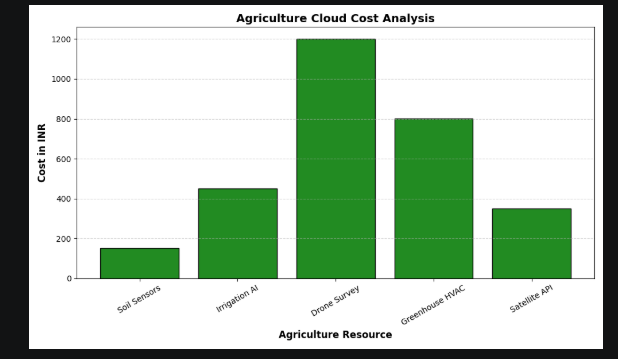 Agriculture Cloud Cost Analysis
1200
1000
800
600
400
200
0
Cost in INR
Soil Sensors
Irrigation AI
Drone Survey
Greenhouse HVAC
Satellite API
Agriculture Resource